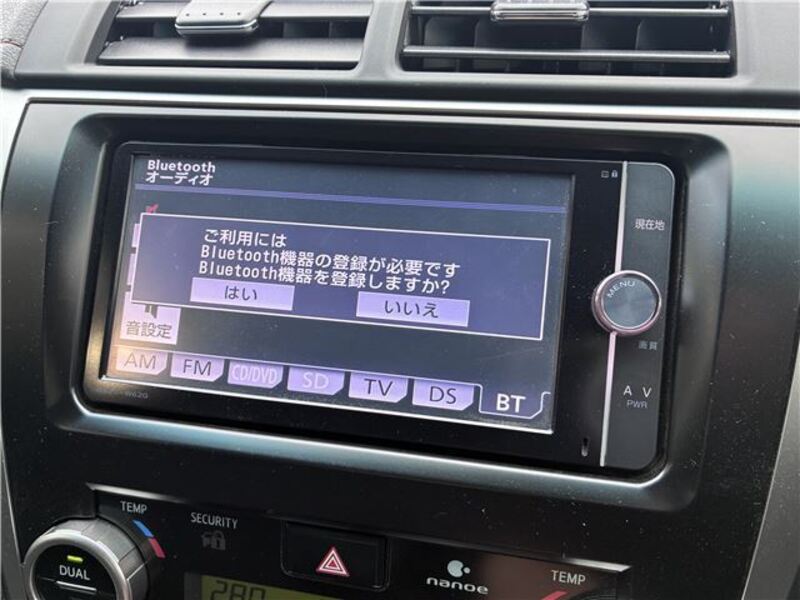 Bluetooth
オーディオ
ご利用には
Bluetooth機器の登録が必要です
Bluetooth機器を登録しますか?
はい
いいえ
音設定
AM
FM
CD/DVD
SD
TV
DS
BT
W62G
現在地
MENU
画質
A V
PWR
TEMP
SECURITY
DUAL
280
nanoe
TEMP